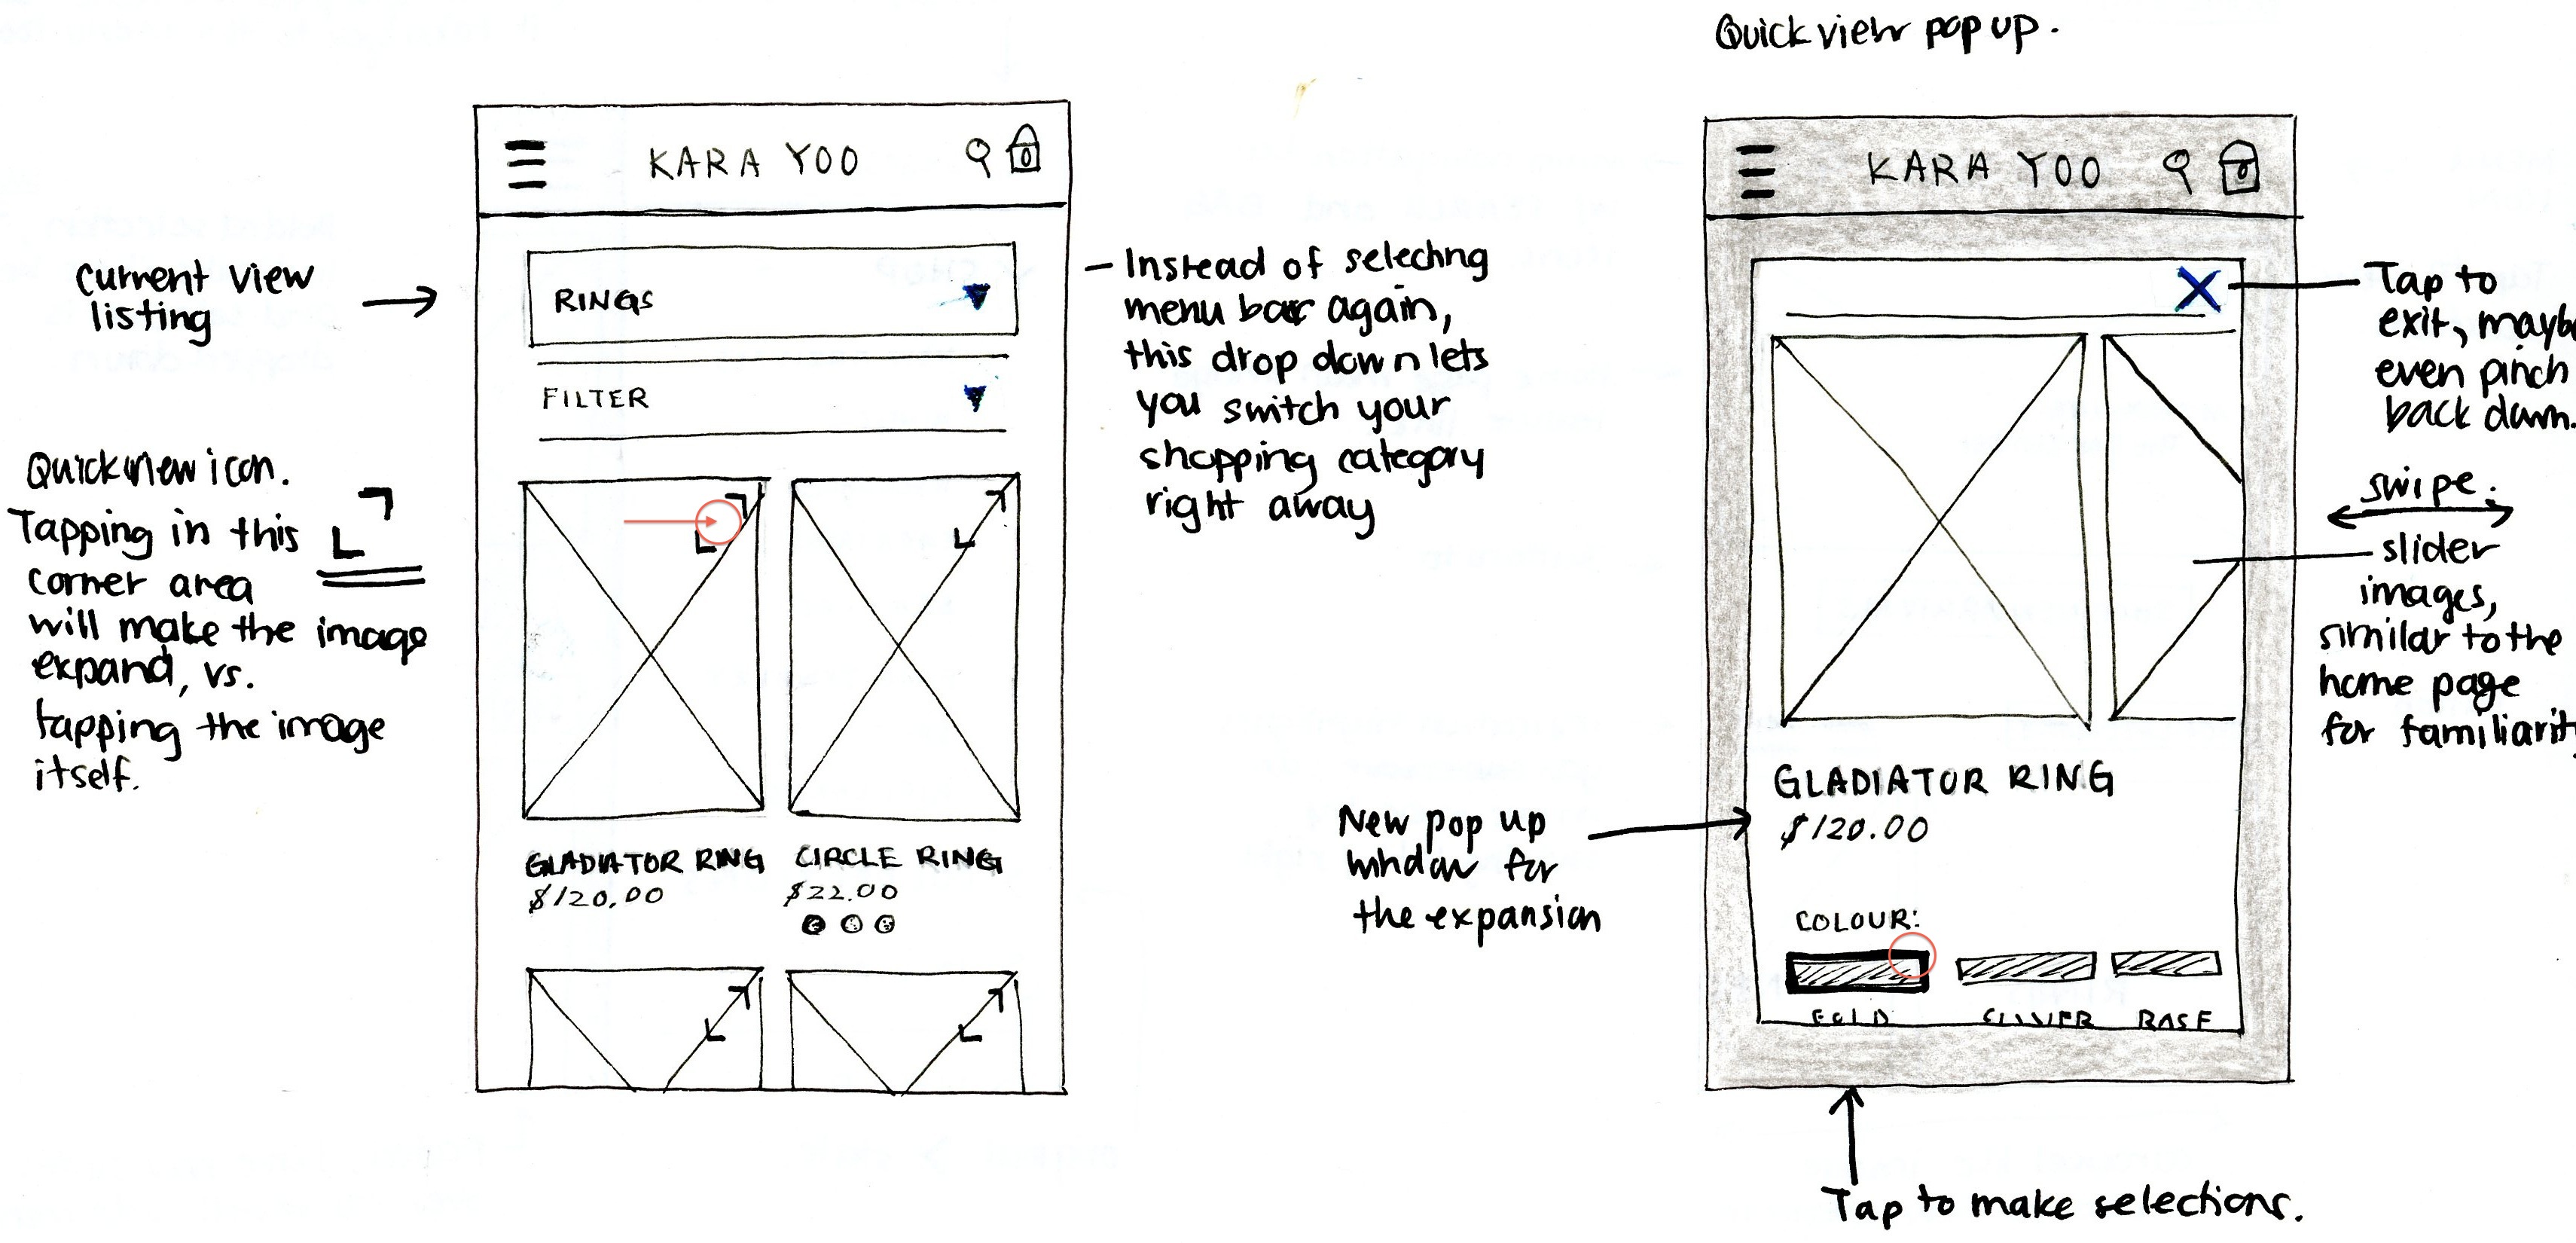 Quick view pop up.
KARA YOO
current view
listing
RINGS
FILTER
- Instead of selecting
menu bar again,
this drop down lets
you switch your
shopping category
right away
Quickview icon.
Tapping in this
corner area
will make the image
expand, vs.
tapping the image
itself.
GLADIATOR RING
$120.00
CIRCLE RING
$22.00
KARA YOO
Tap to
exit, mayb
even pinch
back down.
swipe.
slider
images,
similar to the
home page
for familiarit
New pop up
window for
the expansion
GLADIATOR RING
$120.00
COLOUR:
GOLD
SILVER
ROSE
Tap to make selections.